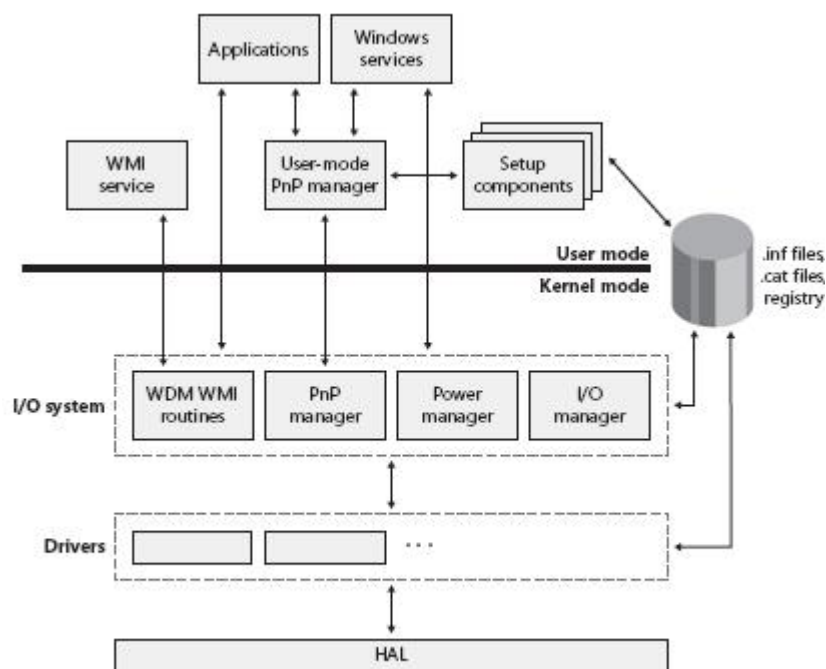 Applications
Windows
services
WMI
service
User-mode
PnP manager
Setup
components
User mode
Kernel mode
.inf files,
.cat files,
registry
I/O system
WDM WMI
routines
PnP
manager
Power
manager
I/O
manager
Drivers
...
HAL